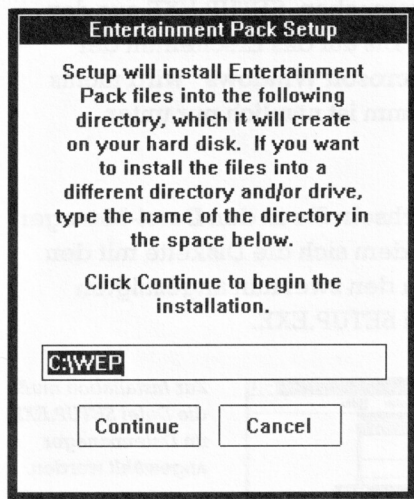 Entertainment Pack Setup
Setup will install Entertainment
Pack files into the following
directory, which it will create
on your hard disk. If you want
to install the files into a
different directory and/or drive,
type the name of the directory in
the space below.
Click Continue to begin the
installation.
C:\WEP
Continue Cancel